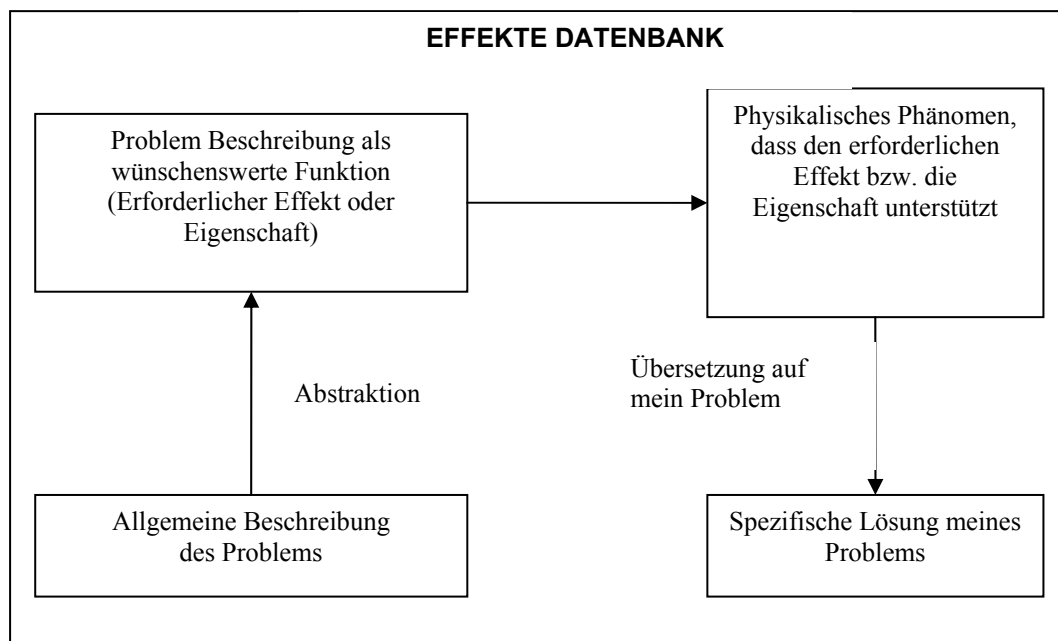 EFFEKTE DATENBANK
Problem Beschreibung als
wünschenswerte Funktion
(Erforderlicher Effekt oder
Eigenschaft)
Physikalisches Phänomen,
dass den erforderlichen
Effekt bzw. die
Eigenschaft unterstützt
Abstraktion
Übersetzung auf
mein Problem
Allgemeine Beschreibung
des Problems
Spezifische Lösung meines
Problems